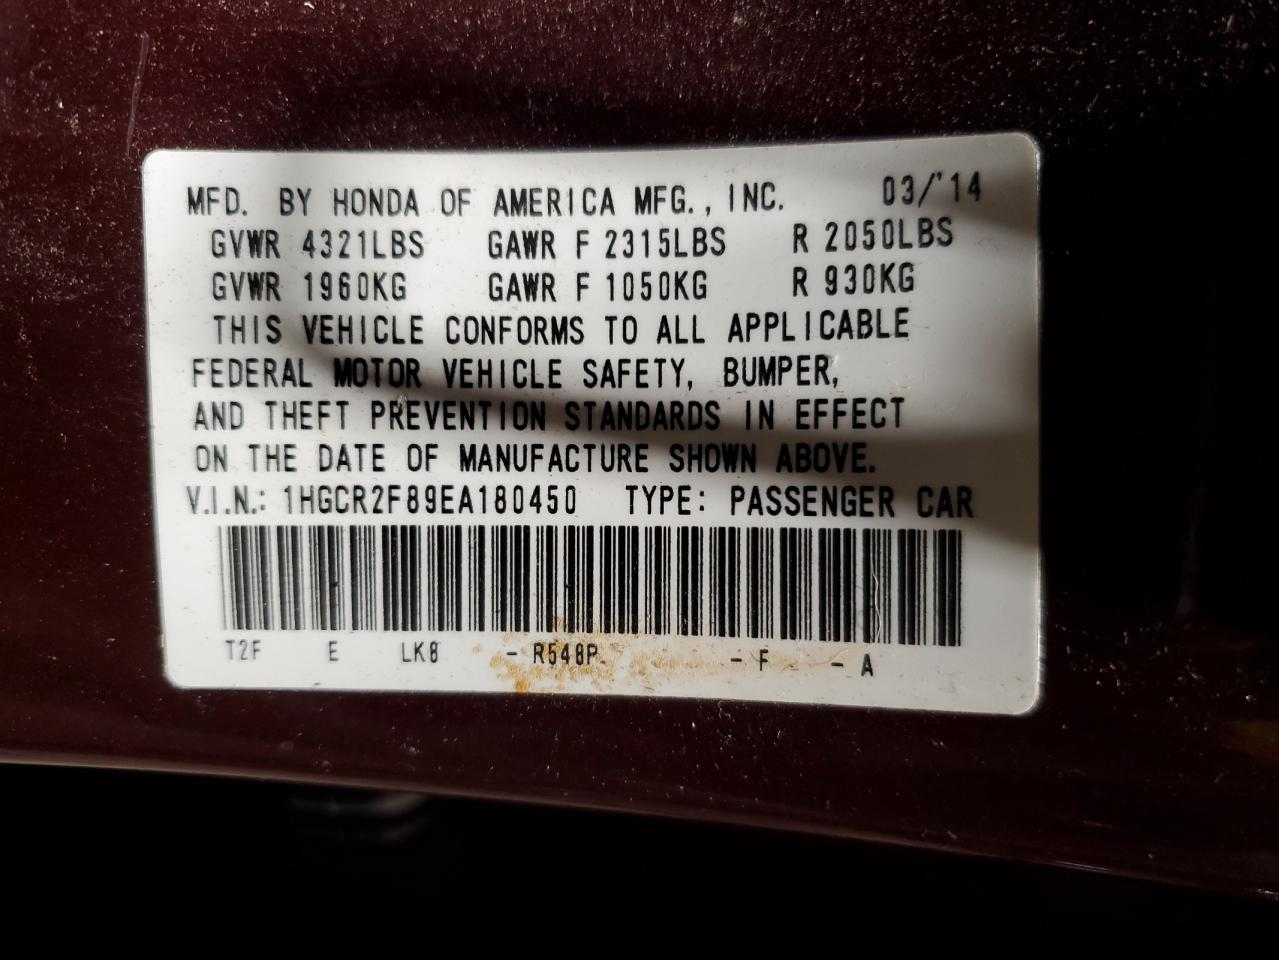 MFD. BY HONDA OF AMERICA MFG., INC. 03/'14
GVWR 4321LBS GAWR F 2315LBS R 2050LBS
GVWR 1960KG GAWR F 1050KG R 930KG
THIS VEHICLE CONFORMS TO ALL APPLICABLE
FEDERAL MOTOR VEHICLE SAFETY, BUMPER,
AND THEFT PREVENTION STANDARDS IN EFFECT
ON THE DATE OF MANUFACTURE SHOWN ABOVE.
V.I.N.: 1HGCR2F89EA180450 TYPE: PASSENGER CAR
T2F E LK8 - R548P - F - A